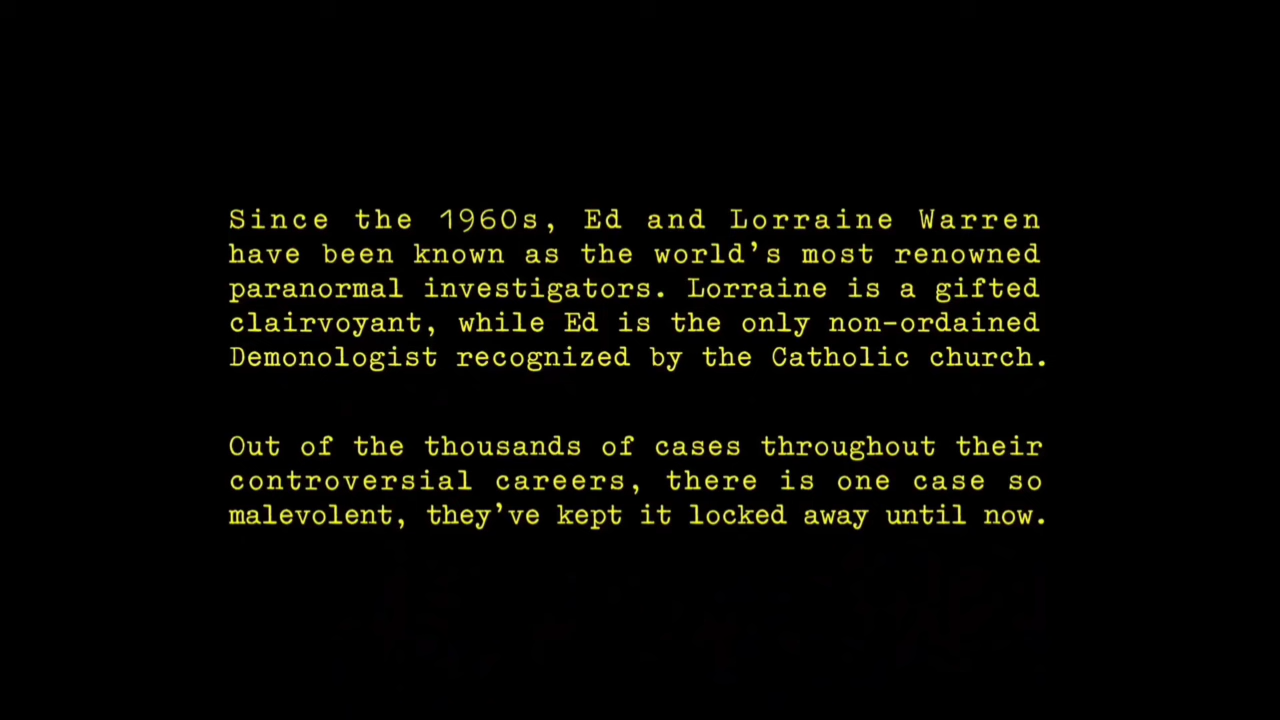 Since the 1960s, Ed and Lorraine Warren
have been known as the world's most renowned
paranormal investigators. Lorraine is a gifted
clairvoyant, while Ed is the only non-ordained
Demonologist recognized by the Catholic church.
Out of the thousands of cases throughout their
controversial careers, there is one case so
malevolent, they've kept it locked away until now.